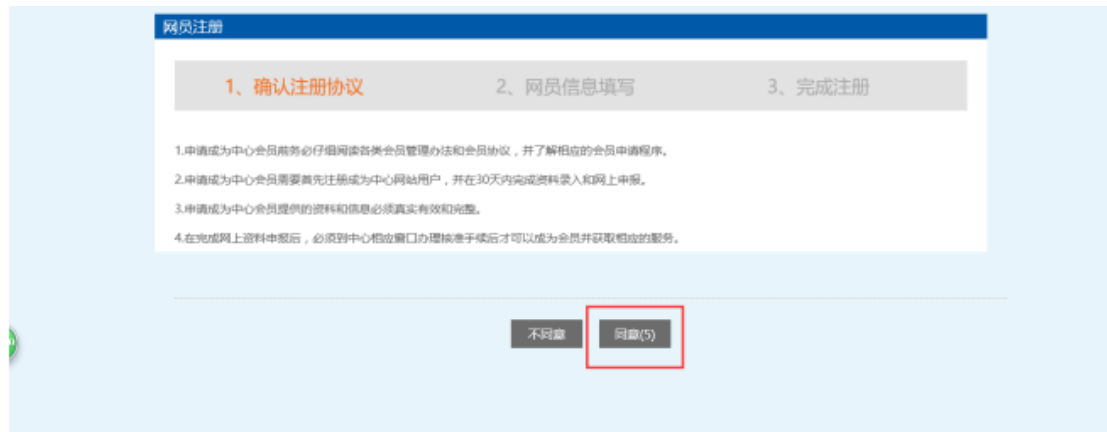 网员注册
1、确认注册协议 2、网员信息填写 3、完成注册
1.申请成为中心会员前务必仔细阅读各类会员管理办法和会员协议，并了解相应的会员申请程序。
2.申请成为中心会员需要首先注册成为中心网站用户，并在30天内完成资料录入和网上申报。
3.申请成为中心会员提供的资料和信息必须真实有效和完整。
4.在完成网上资料申报后，必须到中心相应窗口办理核准手续后才可以成为会员并获取相应的服务。
不同意 同意(5)